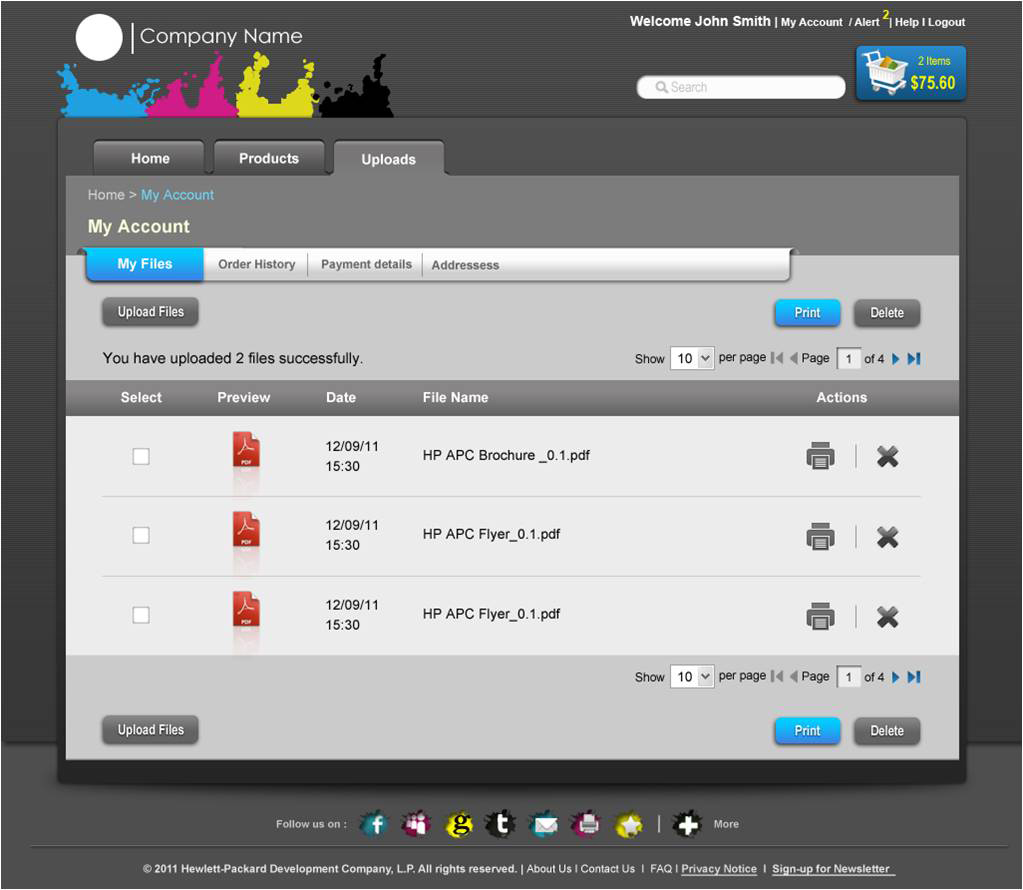 Company Name
Welcome John Smith | My Account / Alert 2 | Help I Logout
Search
2 Items
$75.60
Home Products Uploads
Home > My Account
My Account
My Files Order History Payment details Addressess
Upload Files Print Delete
You have uploaded 2 files successfully. Show 10 per page Page 1 of 4
Select Preview Date File Name Actions
PDF 12/09/11 15:30 HP APC Brochure _0.1.pdf
PDF 12/09/11 15:30 HP APC Flyer_0.1.pdf
PDF 12/09/11 15:30 HP APC Flyer_0.1.pdf
Show 10 per page Page 1 of 4
Upload Files Print Delete
Follow us on : f g t | More
© 2011 Hewlett-Packard Development Company, L.P. All rights reserved. | About Us I Contact Us I FAQ I Privacy Notice I Sign-up for Newsletter